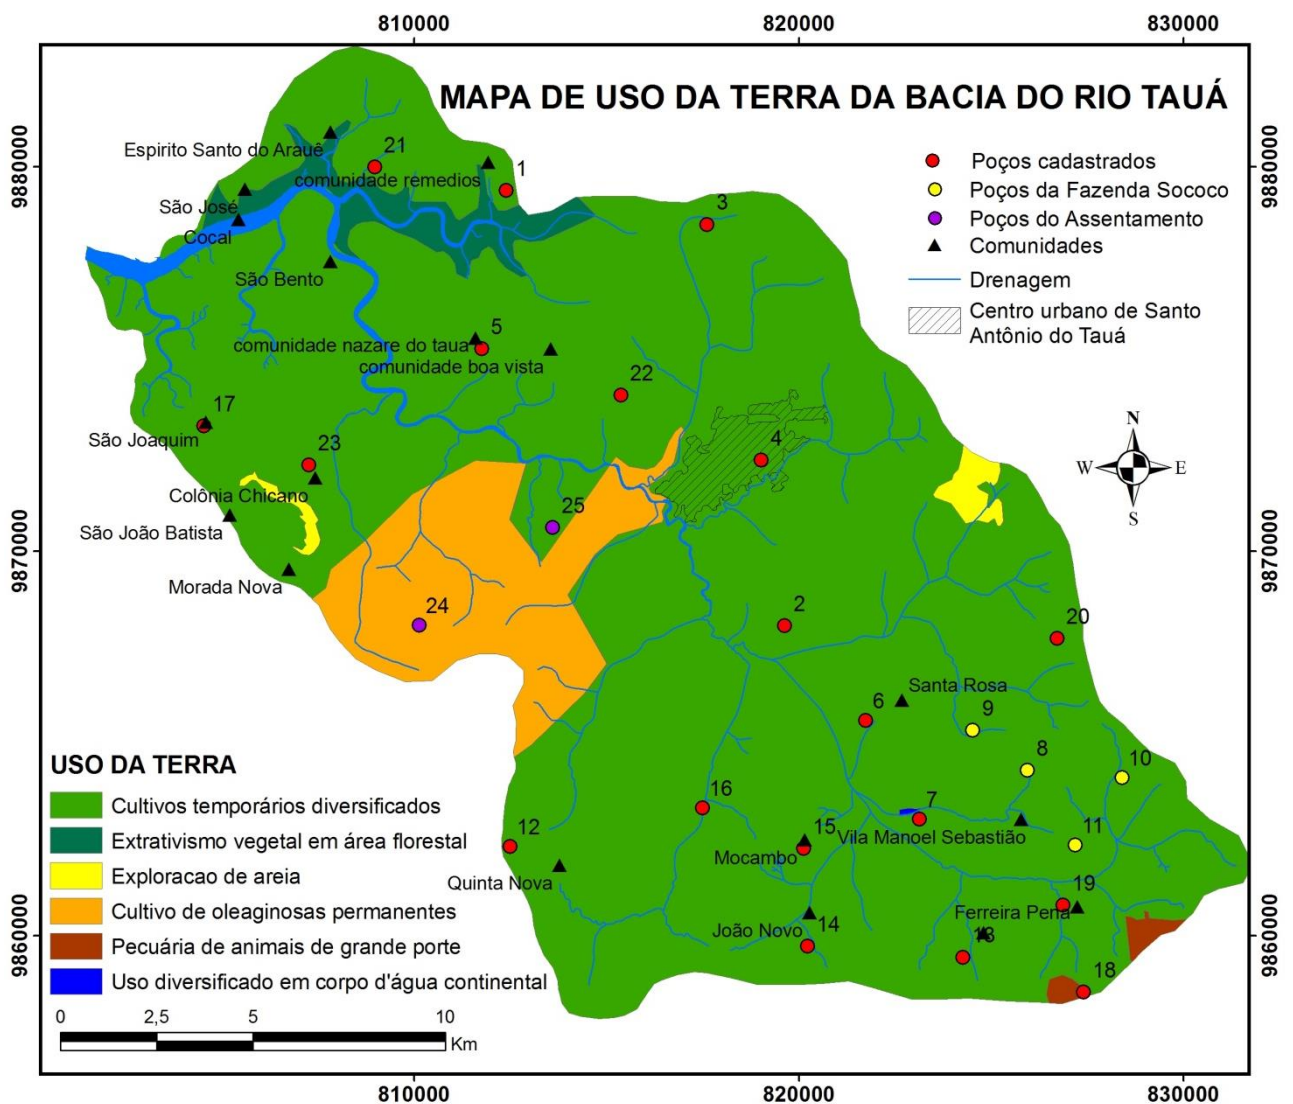 810000
820000
830000
MAPA DE USO DA TERRA DA BACIA DO RIO TAUÁ
9880000
9880000
Poços cadastrados
Poços da Fazenda Sococo
Poços do Assentamento
Comunidades
Drenagem
Centro urbano de Santo
Antônio do Tauá
Espirito Santo do Arauê
21
comunidade remedios
1
São José
Cocal
3
São Bento
5
comunidade nazare do taua
comunidade boa vista
22
17
São Joaquim
23
4
N
W
E
S
Colônia Chicano
São João Batista
25
9870000
9870000
Morada Nova
24
2
20
Santa Rosa
6
9
8
10
16
7
12
15
Vila Manoel Sebastião
11
Mocambo
Quinta Nova
19
Ferreira Pena
João Novo
14
13
9860000
9860000
18
USO DA TERRA
Cultivos temporários diversificados
Extrativismo vegetal em área florestal
Exploracao de areia
Cultivo de oleaginosas permanentes
Pecuária de animais de grande porte
Uso diversificado em corpo d'água continental
0
2,5
5
10
Km
810000
820000
830000